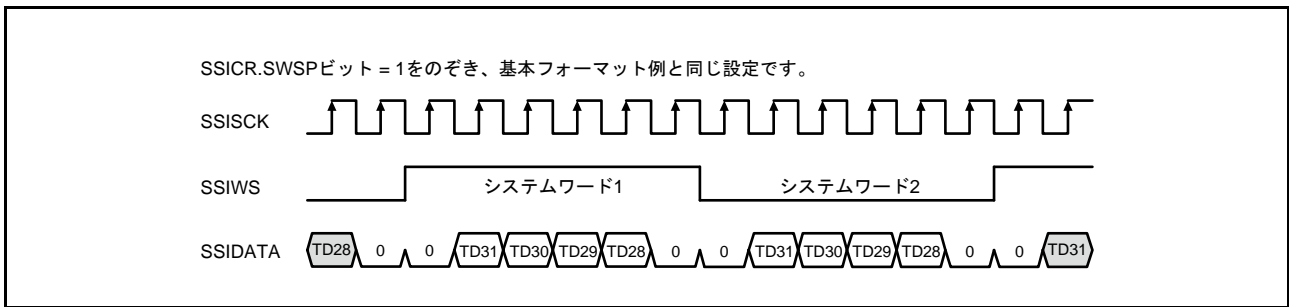 SSICR.SWSPビット = 1をのぞき、基本フォーマット例と同じ設定です。
SSISCK
SSIWS システムワード1 システムワード2
SSIDATA TD28 0 0 TD31 TD30 TD29 TD28 0 0 TD31 TD30 TD29 TD28 0 0 TD31